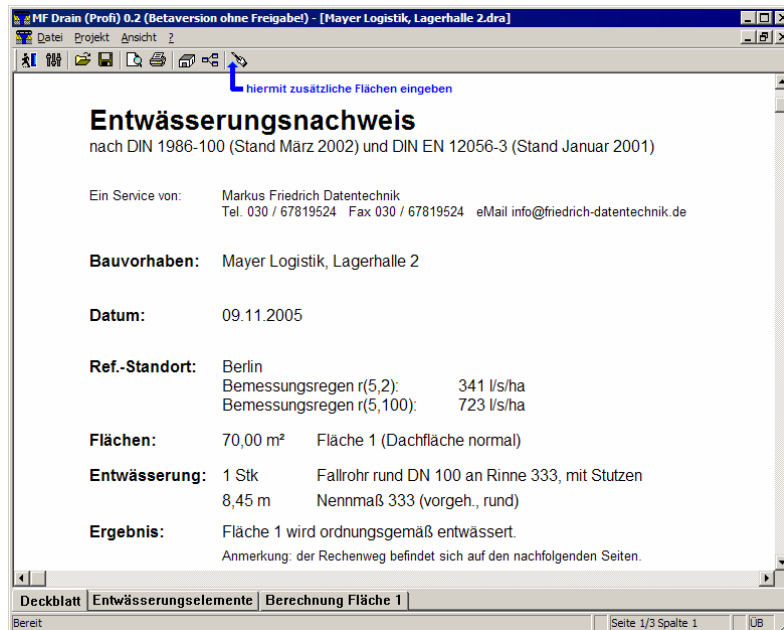 MF Drain (Profi) 0.2 (Betaversion ohne Freigabe!) - [Mayer Logistik, Lagerhalle 2.dra]
Datei Projekt Ansicht ?
hiermit zusätzliche Flächen eingeben
Entwässerungsnachweis
nach DIN 1986-100 (Stand März 2002) und DIN EN 12056-3 (Stand Januar 2001)
Ein Service von: Markus Friedrich Datentechnik
Tel. 030 / 67819524 Fax 030 / 67819524 eMail info@friedrich-datentechnik.de
Bauvorhaben: Mayer Logistik, Lagerhalle 2
Datum: 09.11.2005
Ref.-Standort: Berlin
Bemessungsregen r(5,2): 341 l/s/ha
Bemessungsregen r(5,100): 723 l/s/ha
Flächen: 70,00 m² Fläche 1 (Dachfläche normal)
Entwässerung: 1 Stk Fallrohr rund DN 100 an Rinne 333, mit Stutzen
8,45 m Nennmaß 333 (vorgeh., rund)
Ergebnis: Fläche 1 wird ordnungsgemäß entwässert.
Anmerkung: der Rechenweg befindet sich auf den nachfolgenden Seiten.
Deckblatt Entwässerungselemente Berechnung Fläche 1
Bereit Seite 1/3 Spalte 1 ÜB